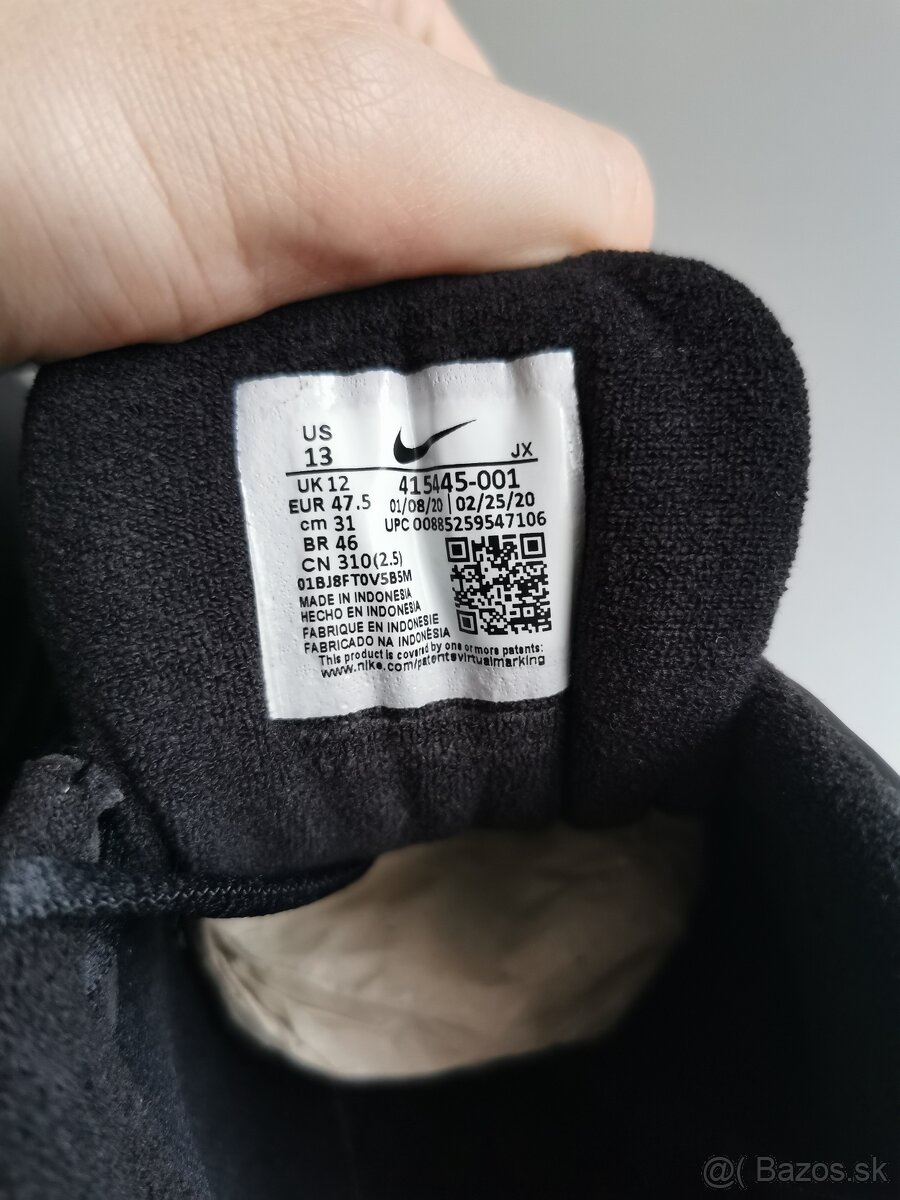 US
13
JX
UK 12
415445-001
EUR 47.5
01/08/20 | 02/25/20
cm 31
UPC 00885259547106
BR 46
CN 310(2.5)
01BJ8FT0V5B5M
MADE IN INDONESIA
HECHO EN INDONESIA
FABRIQUE EN INDONESIE
FABRICADO NA INDONÉSIA
This product is covered by one or more patents:
www.nike.com/patentsvirtualmarking
@( Bazos.sk